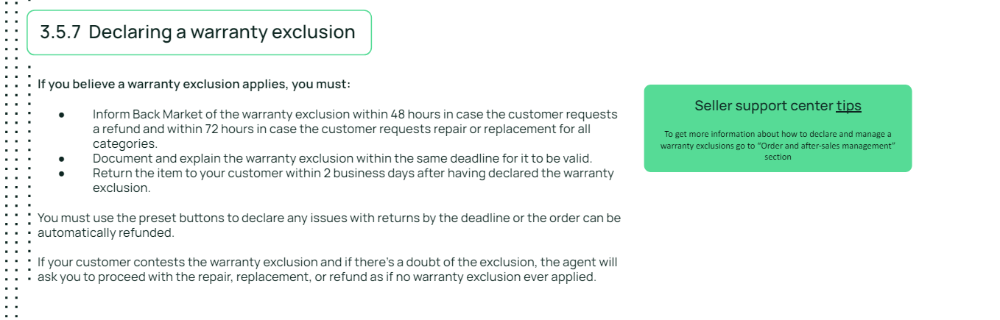 3.5.7 Declaring a warranty exclusion
If you believe a warranty exclusion applies, you must:
● Inform Back Market of the warranty exclusion within 48 hours in case the customer requests
a refund and within 72 hours in case the customer requests repair or replacement for all
categories.
● Document and explain the warranty exclusion within the same deadline for it to be valid.
● Return the item to your customer within 2 business days after having declared the warranty
exclusion.
You must use the preset buttons to declare any issues with returns by the deadline or the order can be
automatically refunded.
If your customer contests the warranty exclusion and if there's a doubt of the exclusion, the agent will
ask you to proceed with the repair, replacement, or refund as if no warranty exclusion ever applied.
Seller support center tips
To get more information about how to declare and manage a
warranty exclusions go to “Order and after-sales management”
section